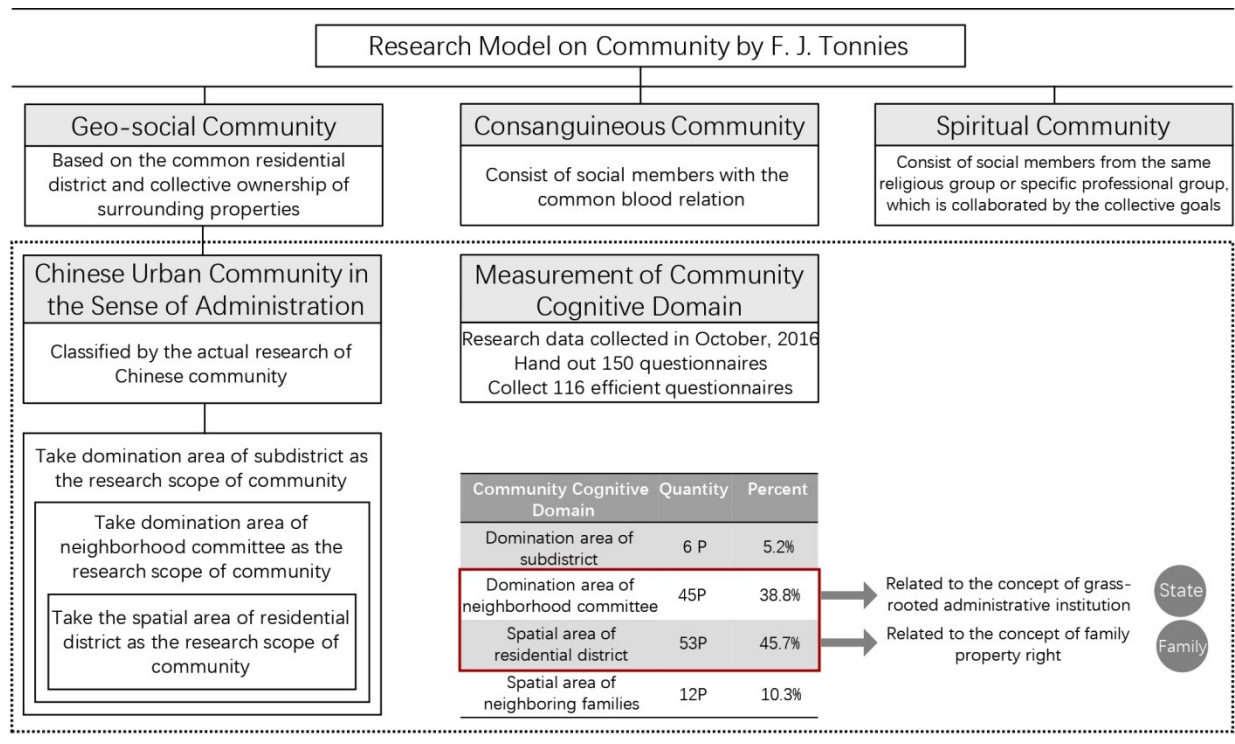 Research Model on Community by F. J. Tonnies
Geo-social Community
Based on the common residential
district and collective ownership of
surrounding properties
Consanguineous Community
Consist of social members with the
common blood relation
Spiritual Community
Consist of social members from the same
religious group or specific professional group,
which is collaborated by the collective goals
Chinese Urban Community in
the Sense of Administration
Classified by the actual research of
Chinese community
Take domination area of subdistrict as
the research scope of community
Take domination area of
neighborhood committee as the
research scope of community
Take the spatial area of residential
district as the research scope of
community
Measurement of Community
Cognitive Domain
Research data collected in October, 2016
Hand out 150 questionnaires
Collect 116 efficient questionnaires
Community Cognitive Domain Quantity Percent
Domination area of subdistrict 6 P 5.2%
Domination area of neighborhood committee 45P 38.8%
Spatial area of residential district 53P 45.7%
Spatial area of neighboring families 12P 10.3%
Related to the concept of grass-
rooted administrative institution
State
Related to the concept of family
property right
Family